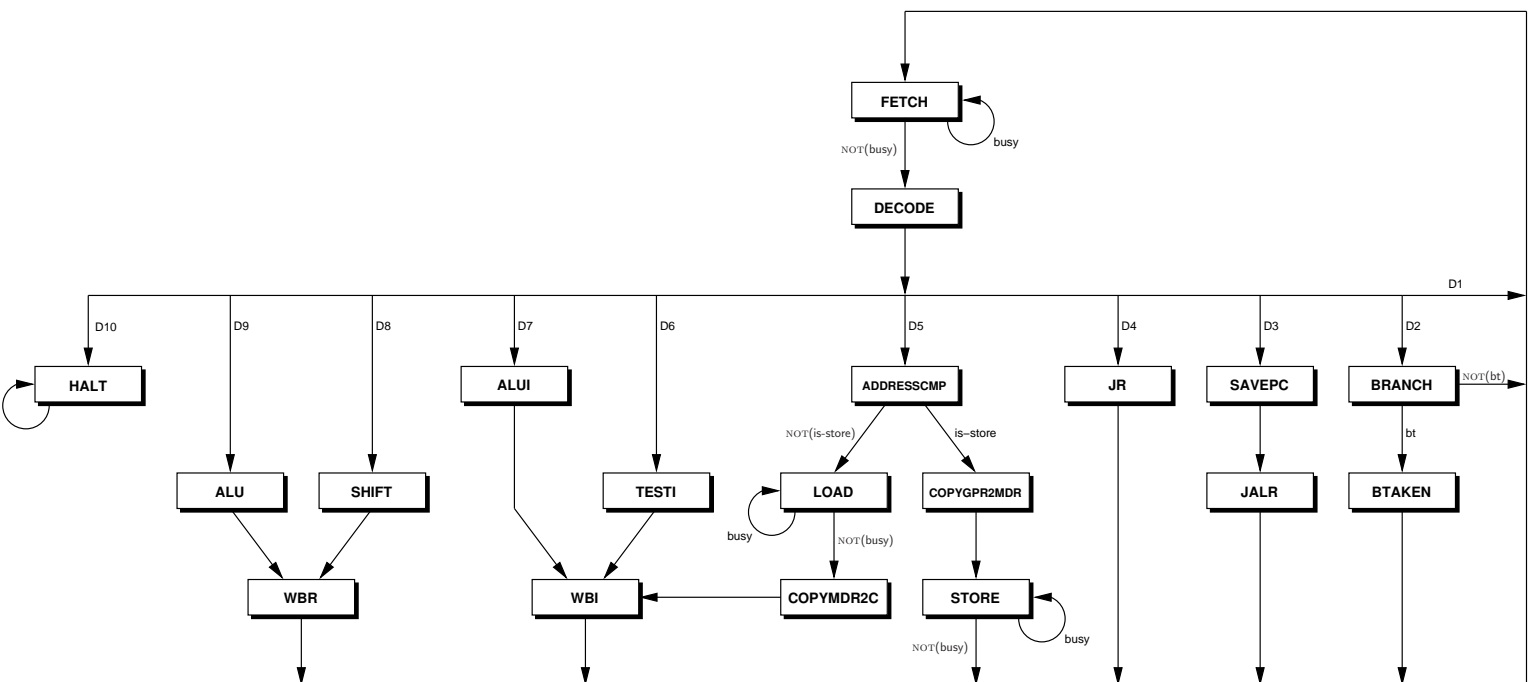 FETCH
busy
NOT(busy)
DECODE
D1
D10
D9
D8
D7
D6
D5
D4
D3
D2
HALT
ALUI
ADDRESSCMP
JR
SAVEPC
BRANCH
NOT(bt)
NOT(is-store)
is–store
bt
ALU
SHIFT
TESTI
LOAD
COPYGPR2MDR
JALR
BTAKEN
busy
NOT(busy)
WBR
WBI
COPYMDR2C
STORE
busy
NOT(busy)